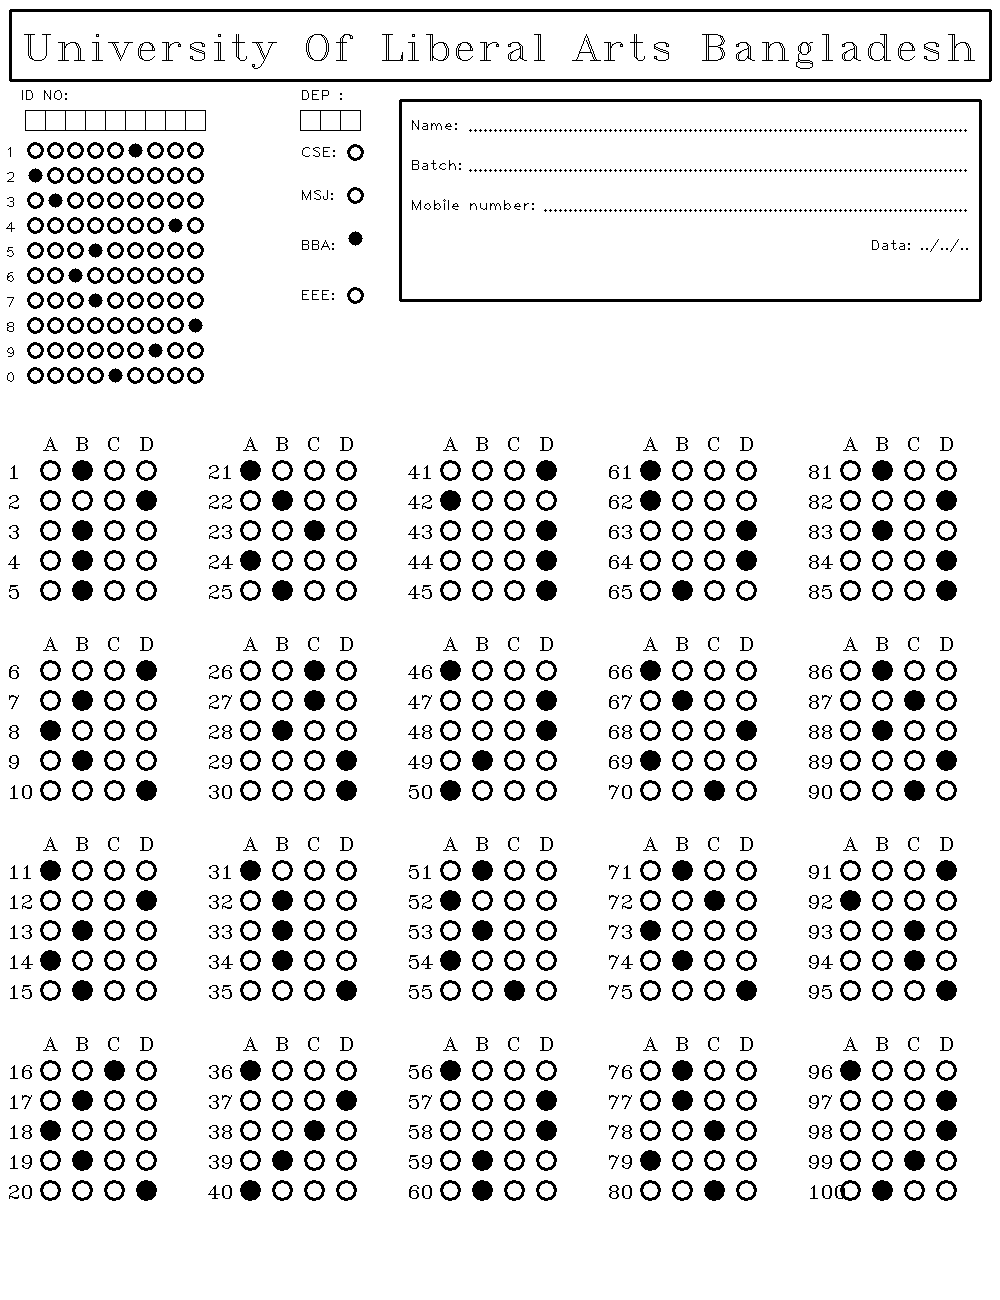 University Of Liberal Arts Bangladesh
ID NO:
DEP :
1
2
3
4
5
6
7
8
9
0
CSE:
MSJ:
BBA:
EEE:
Name: ........................................
Batch: ........................................
Mobile number: ........................................
Data: ../../..
A B C D A B C D A B C D A B C D A B C D
1 21 41 61 81
2 22 42 62 82
3 23 43 63 83
4 24 44 64 84
5 25 45 65 85
A B C D A B C D A B C D A B C D A B C D
6 26 46 66 86
7 27 47 67 87
8 28 48 68 88
9 29 49 69 89
10 30 50 70 90
A B C D A B C D A B C D A B C D A B C D
11 31 51 71 91
12 32 52 72 92
13 33 53 73 93
14 34 54 74 94
15 35 55 75 95
A B C D A B C D A B C D A B C D A B C D
16 36 56 76 96
17 37 57 77 97
18 38 58 78 98
19 39 59 79 99
20 40 60 80 100